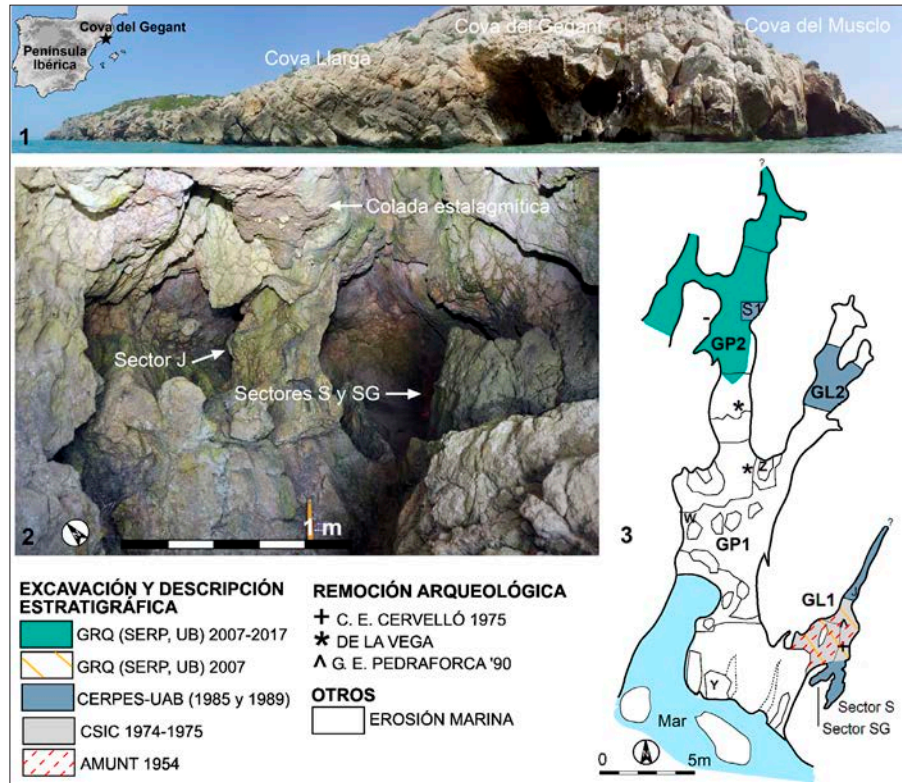 Cova del Gegant
Península
Ibérica
Cova Llarga
Cova del Gegant
Cova del Musclo
1
Colada estalagmítica
Sector J
Sectores S y SG
N
1 m
2
?
S1
GP2
GL2
*
*
Z
W
GP1
3
?
J
GL1
+
Y
Mar
Sector S
Sector SG
0
N
5m
EXCAVACIÓN Y DESCRIPCIÓN
ESTRATIGRÁFICA
GRQ (SERP, UB) 2007-2017
GRQ (SERP, UB) 2007
CERPES-UAB (1985 y 1989)
CSIC 1974-1975
AMUNT 1954
REMOCIÓN ARQUEOLÓGICA
+ C. E. CERVELLÓ 1975
* DE LA VEGA
^ G. E. PEDRAFORCA '90
OTROS
EROSIÓN MARINA